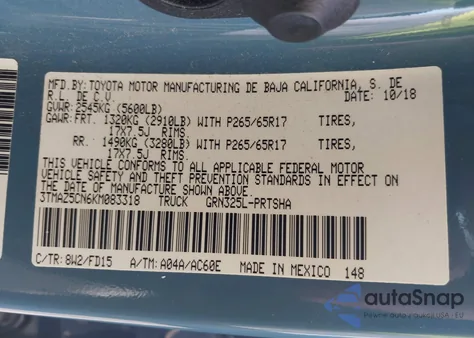 MFD.BY:TOYOTA MOTOR MANUFACTURING DE BAJA CALIFORNIA, S. DE
R.L. DE C.V. DATE: 10/18
GVWR: 2545KG (5600LB)
GAWR: FRT. 1320KG (2910LB) WITH P265/65R17 TIRES,
17X7.5J RIMS.
RR. 1490KG (3280LB) WITH P265/65R17 TIRES,
17X7.5J RIMS.
THIS VEHICLE CONFORMS TO ALL APPLICABLE FEDERAL MOTOR
VEHICLE SAFETY AND THEFT PREVENTION STANDARDS IN EFFECT ON
THE DATE OF MANUFACTURE SHOWN ABOVE.
3TMAZ5CN6KM083318 TRUCK GRN325L-PRTSHA
C/TR: 8W2/FD15 A/TM: A04A/AC60E MADE IN MEXICO 148
autoSnap